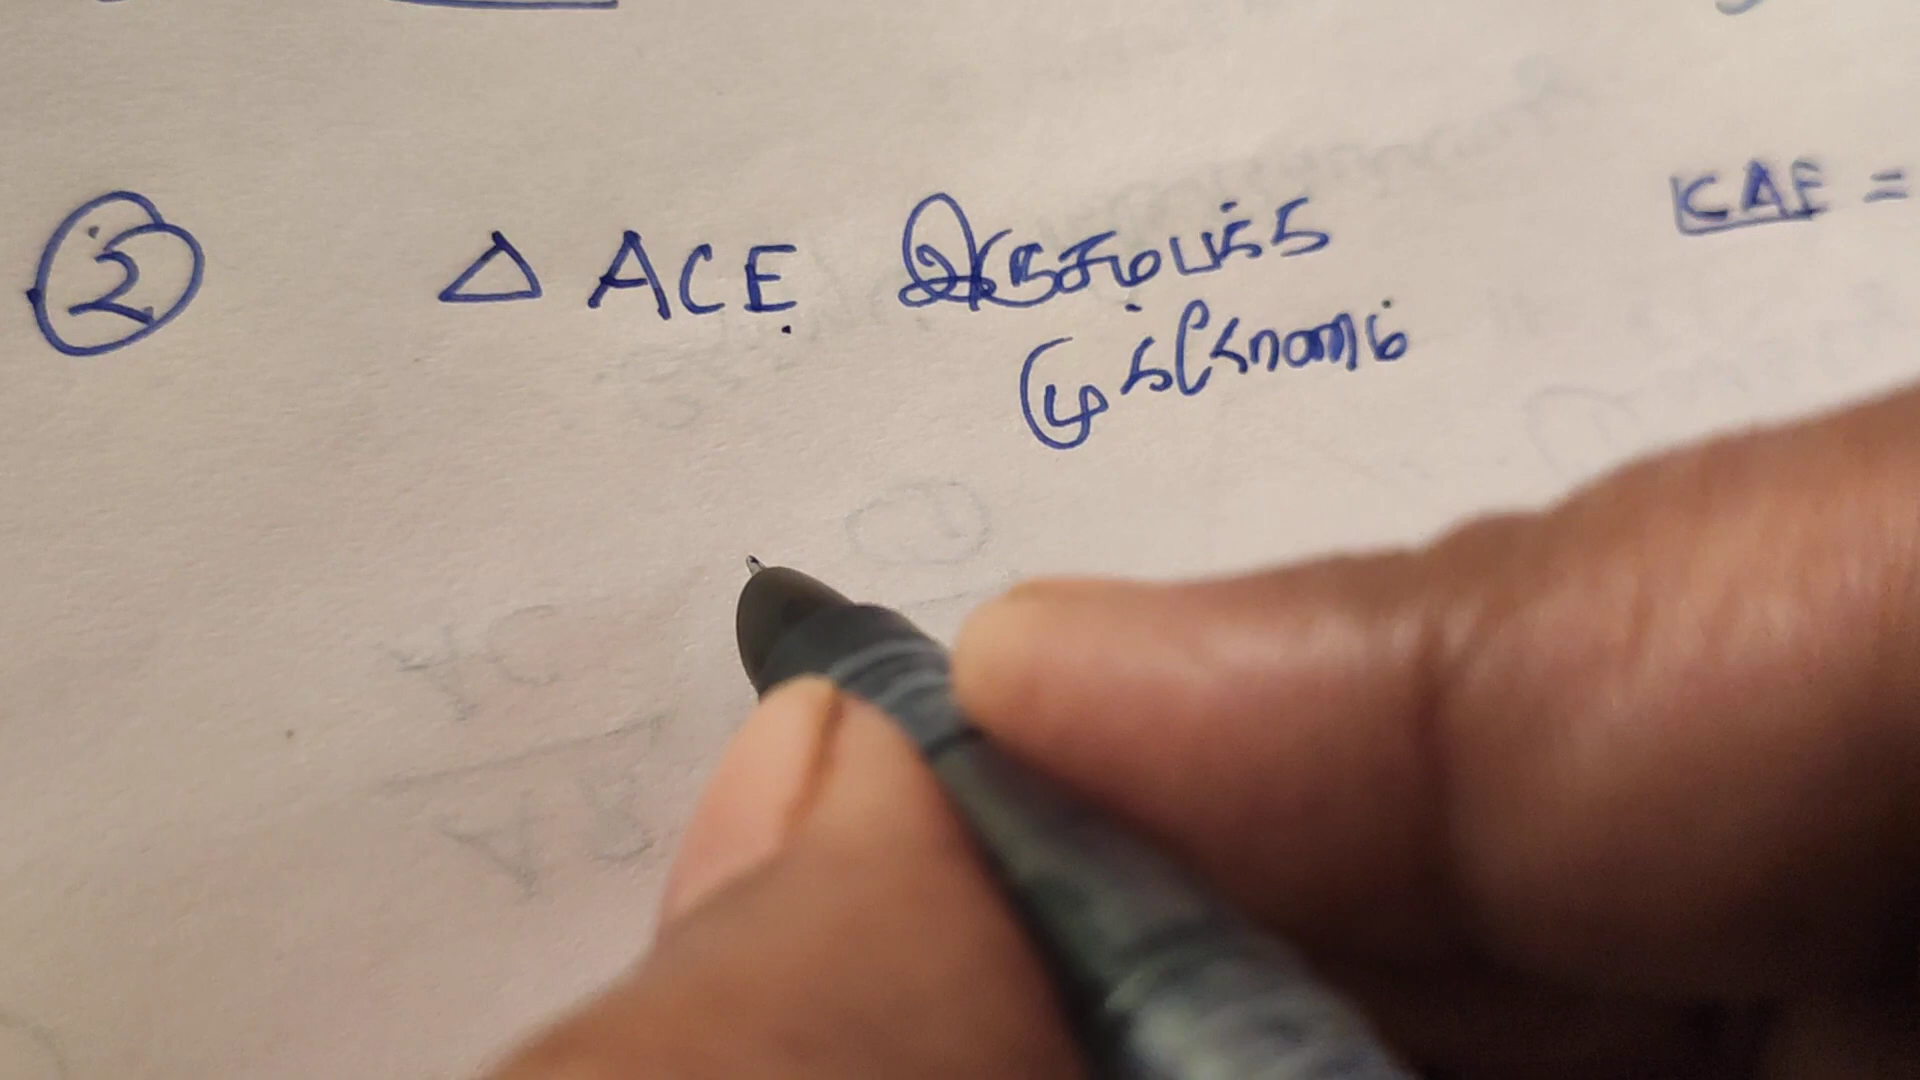 ② △ ACE இருசமபக்க
முக்கோணம்
CAE =